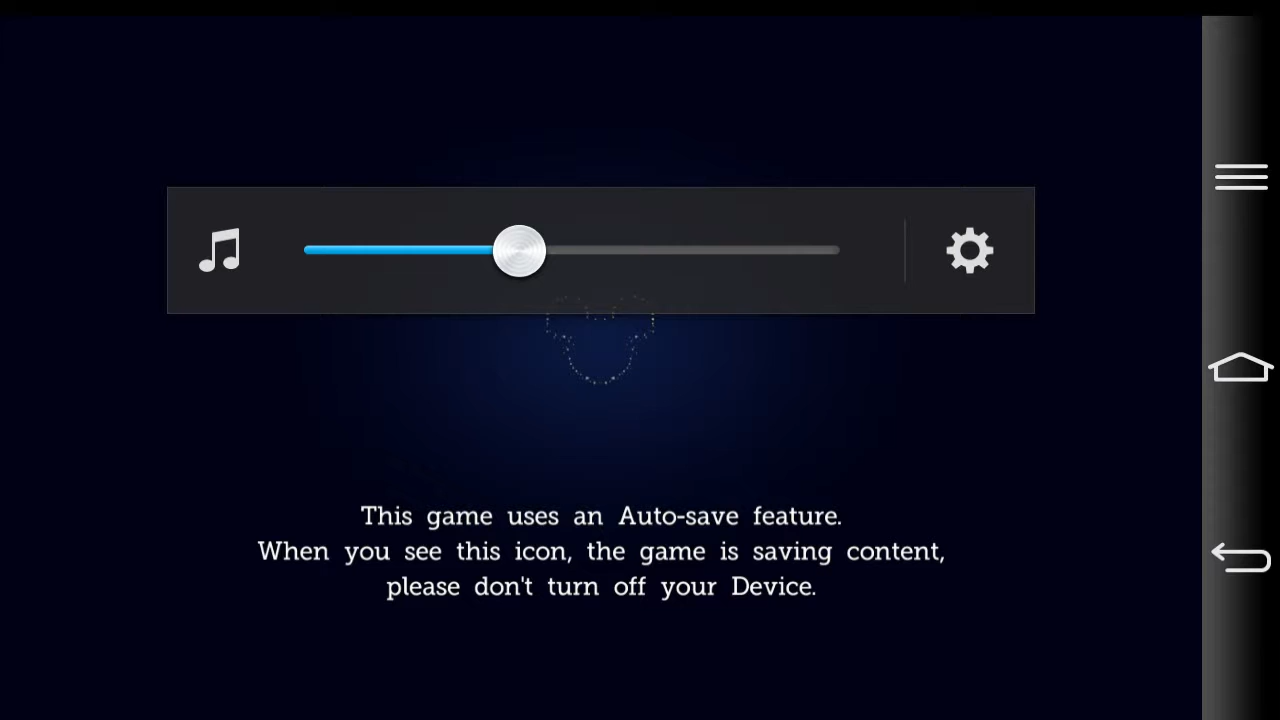 This game uses an Auto-save feature.
When you see this icon, the game is saving content,
please don't turn off your Device.